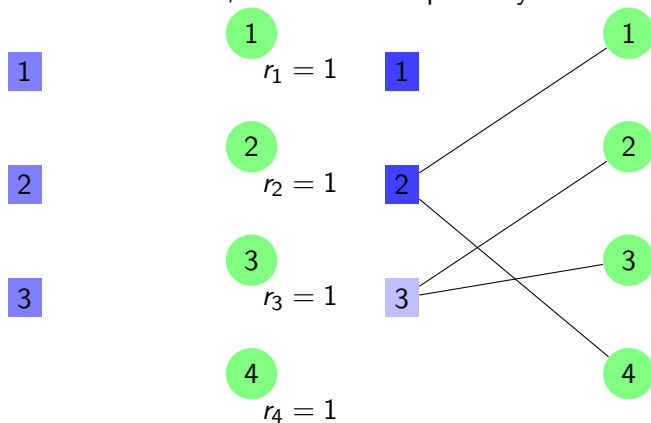 1 1
1 r₁ = 1 1
2 2
2 r₂ = 1 2
3 3
3 r₃ = 1 3
4 4
r₄ = 1